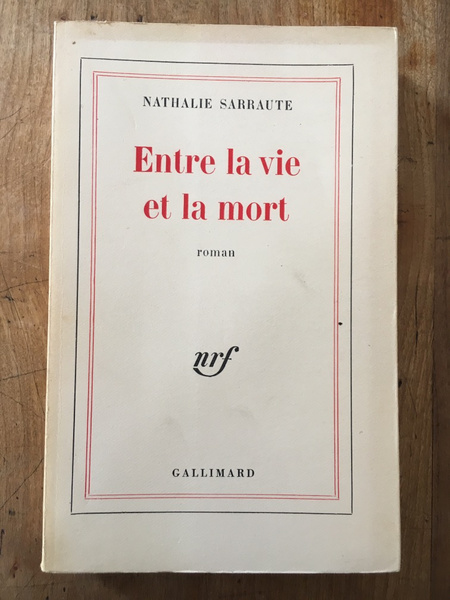 NATHALIE SARRAUTE
Entre la vie
et la mort
roman
nrf
GALLIMARD